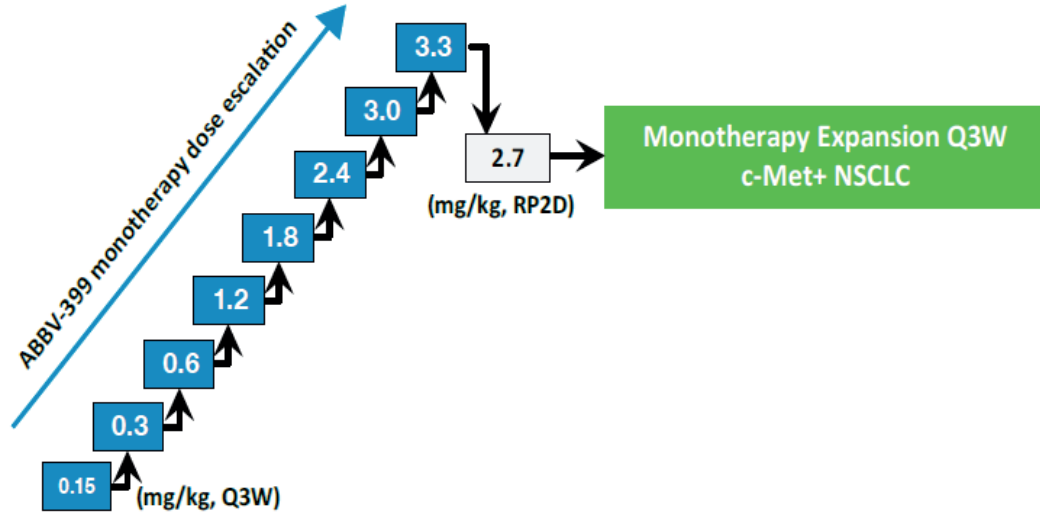 ABBV-399 monotherapy dose escalation
3.3
3.0
2.7
Monotherapy Expansion Q3W
c-Met+ NSCLC
2.4
(mg/kg, RP2D)
1.8
1.2
0.6
0.3
0.15
(mg/kg, Q3W)